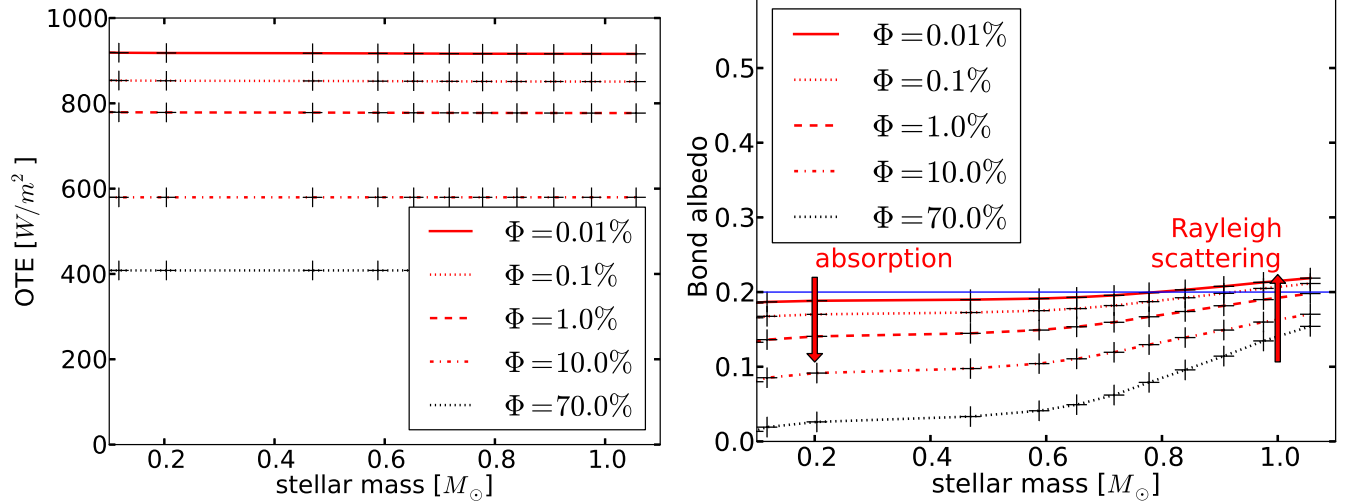 1000
800
600
400
200
0
OTE [W/m²]
Φ=0.01%
Φ=0.1%
Φ=1.0%
Φ=10.0%
Φ=70.0%
0.2 0.4 0.6 0.8 1.0
stellar mass [M☉]
0.5
0.4
0.3
0.2
0.1
0.0
Bond albedo
Φ=0.01%
Φ=0.1%
Φ=1.0%
Φ=10.0%
Φ=70.0%
absorption
Rayleigh
scattering
0.2 0.4 0.6 0.8 1.0
stellar mass [M☉]